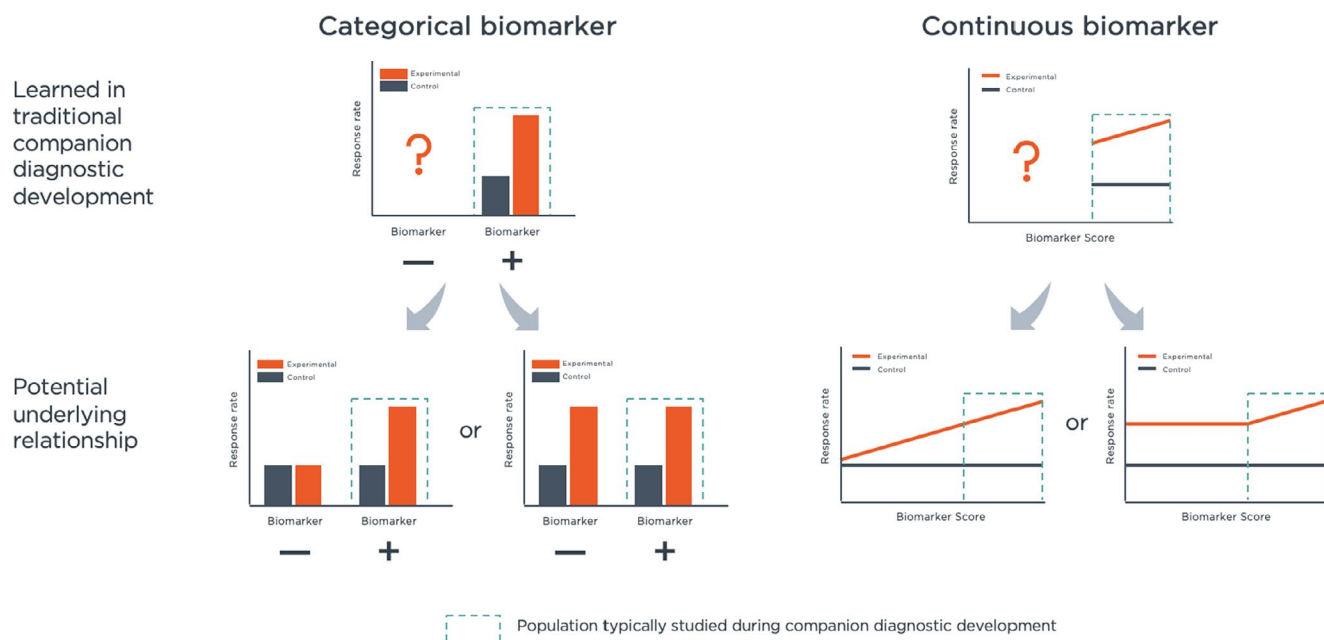 Categorical biomarker
Continuous biomarker
Learned in
traditional
companion
diagnostic
development
Experimental
Control
Response rate
?
Biomarker
Biomarker
—
+
Experimental
Control
Response rate
?
Biomarker Score
Potential
underlying
relationship
Experimental
Control
Response rate
Biomarker
Biomarker
—
+
or
Experimental
Control
Response rate
Biomarker
Biomarker
—
+
Experimental
Control
Response rate
Biomarker Score
or
Experimental
Control
Response rate
Biomarker Score
Population typically studied during companion diagnostic development